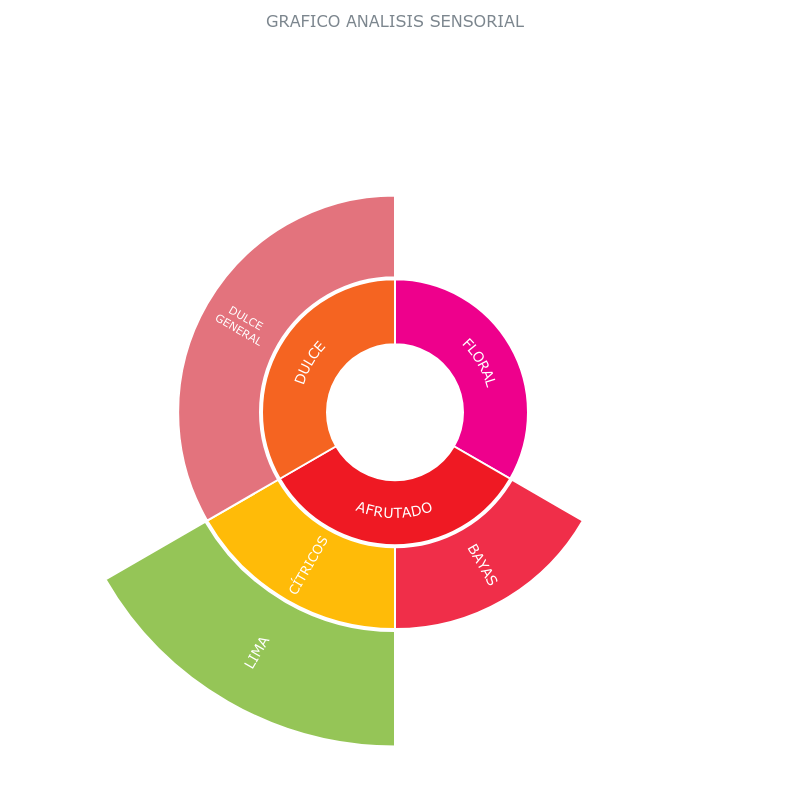 GRAFICO ANALISIS SENSORIAL
DULCE
GENERAL
DULCE
FLORAL
AFRUTADO
CÍTRICOS
BAYAS
LIMA